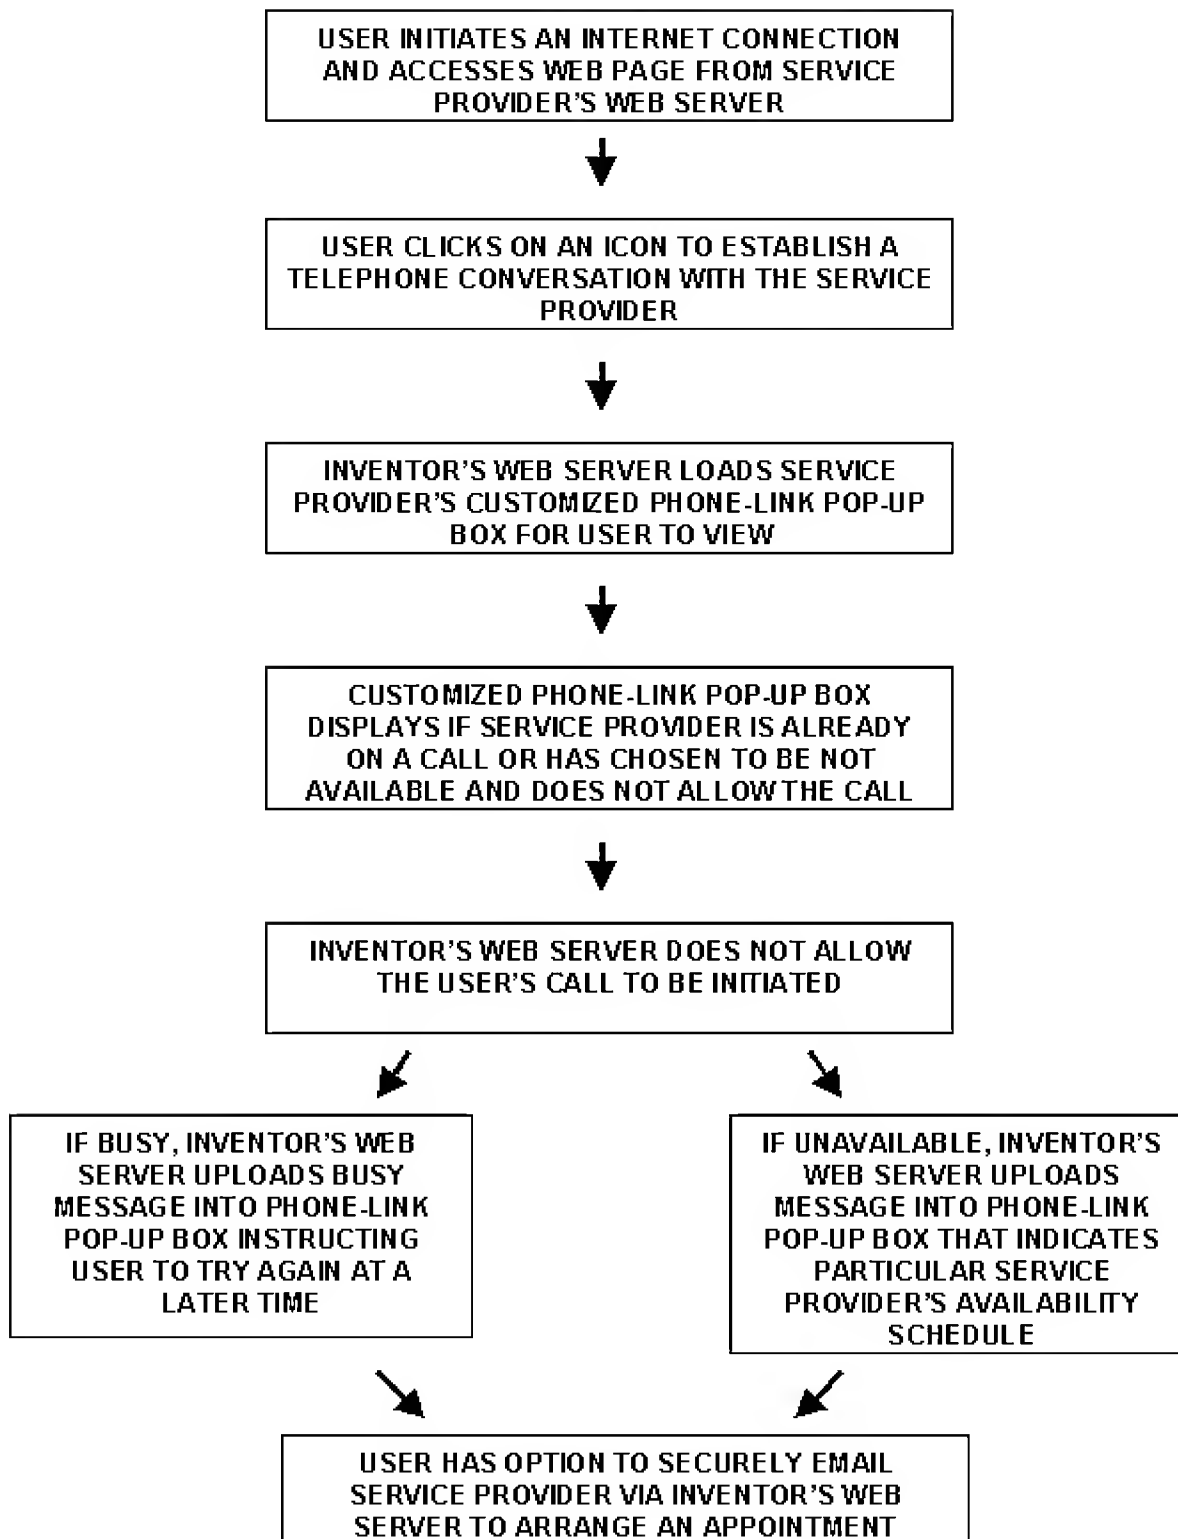 USER INITIATES AN INTERNET CONNECTION
AND ACCESSES WEB PAGE FROM SERVICE
PROVIDER'S WEB SERVER
USER CLICKS ON AN ICON TO ESTABLISH A
TELEPHONE CONVERSATION WITH THE SERVICE
PROVIDER
INVENTOR'S WEB SERVER LOADS SERVICE
PROVIDER'S CUSTOMIZED PHONE-LINK POP-UP
BOX FOR USER TO VIEW
CUSTOMIZED PHONE-LINK POP-UP BOX
DISPLAYS IF SERVICE PROVIDER IS ALREADY
ON A CALL OR HAS CHOSEN TO BE NOT
AVAILABLE AND DOES NOT ALLOW THE CALL
INVENTOR'S WEB SERVER DOES NOT ALLOW
THE USER'S CALL TO BE INITIATED
IF BUSY, INVENTOR'S WEB
SERVER UPLOADS BUSY
MESSAGE INTO PHONE-LINK
POP-UP BOX INSTRUCTING
USER TO TRY AGAIN AT A
LATER TIME
IF UNAVAILABLE, INVENTOR'S
WEB SERVER UPLOADS
MESSAGE INTO PHONE-LINK
POP-UP BOX THAT INDICATES
PARTICULAR SERVICE
PROVIDER'S AVAILABILITY
SCHEDULE
USER HAS OPTION TO SECURELY EMAIL
SERVICE PROVIDER VIA INVENTOR'S WEB
SERVER TO ARRANGE AN APPOINTMENT